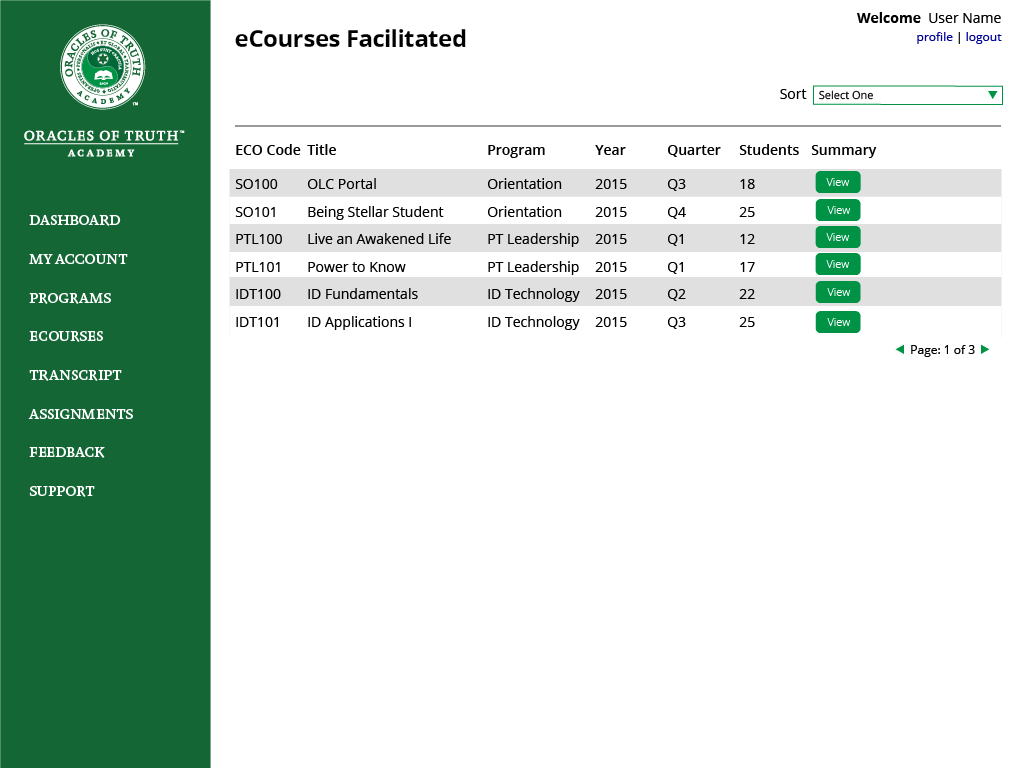 ORACLES OF TRUTH
ACADEMY
ORACLES OF TRUTH™
ACADEMY
DASHBOARD
MY ACCOUNT
PROGRAMS
ECOURSES
TRANSCRIPT
ASSIGNMENTS
FEEDBACK
SUPPORT
Welcome User Name
profile | logout
eCourses Facilitated
Sort Select One
ECO Code Title Program Year Quarter Students Summary
SO100 OLC Portal Orientation 2015 Q3 18 View
SO101 Being Stellar Student Orientation 2015 Q4 25 View
PTL100 Live an Awakened Life PT Leadership 2015 Q1 12 View
PTL101 Power to Know PT Leadership 2015 Q1 17 View
IDT100 ID Fundamentals ID Technology 2015 Q2 22 View
IDT101 ID Applications I ID Technology 2015 Q3 25 View
Page: 1 of 3